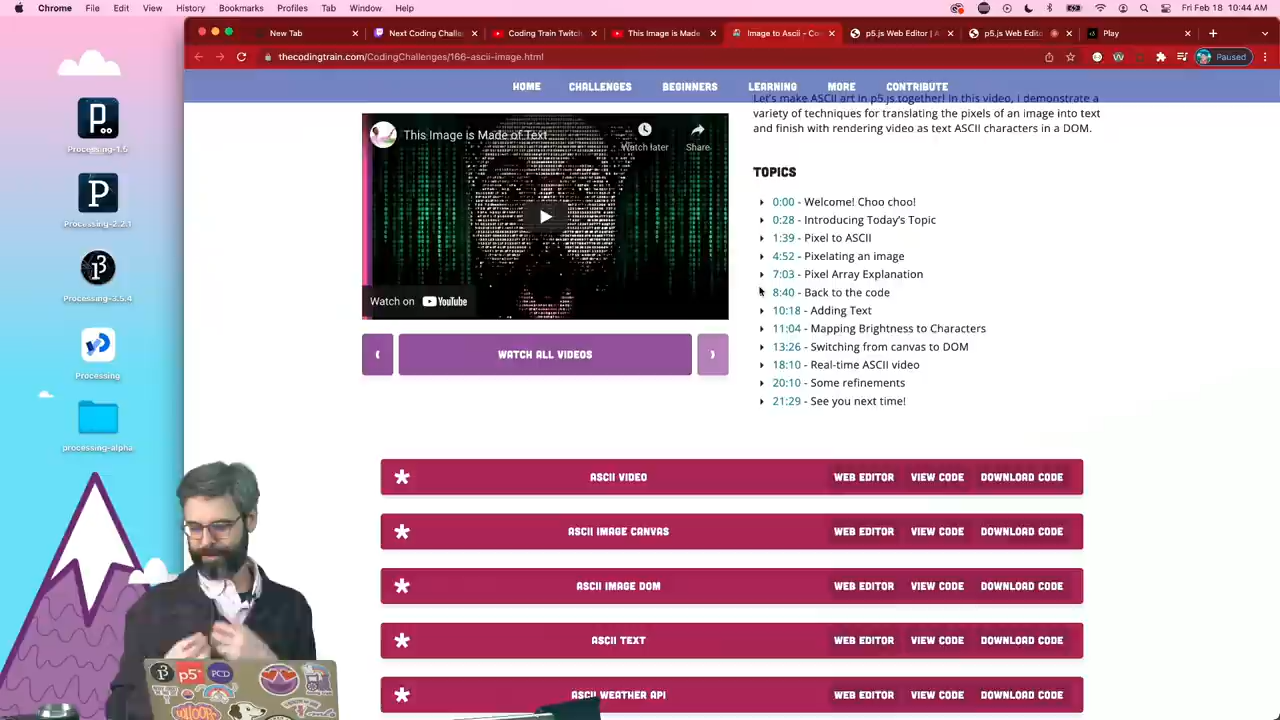 Chrome File Edit View History Bookmarks Profiles Tab Window Help Fri Feb 18 10:44 AM
New Tab Next Coding Challe Coding Train Twitch This Image is Made Image to Ascii - Co p5.js Web Editor | A p5.js Web Edito Play
thecodingtrain.com/CodingChallenges/166-ascii-image.html Paused
HOME CHALLENGES BEGINNERS LEARNING MORE CONTRIBUTE
Let's make ASCII art in p5.js together! In this video, I demonstrate a
variety of techniques for translating the pixels of an image into text
and finish with rendering video as text ASCII characters in a DOM.
This Image is Made of Text
Watch later Share
Watch on YouTube
‹ WATCH ALL VIDEOS ›
TOPICS
0:00 - Welcome! Choo choo!
0:28 - Introducing Today's Topic
1:39 - Pixel to ASCII
4:52 - Pixelating an image
7:03 - Pixel Array Explanation
8:40 - Back to the code
10:18 - Adding Text
11:04 - Mapping Brightness to Characters
13:26 - Switching from canvas to DOM
18:10 - Real-time ASCII video
20:10 - Some refinements
21:29 - See you next time!
* ASCII VIDEO WEB EDITOR VIEW CODE DOWNLOAD CODE
* ASCII IMAGE CANVAS WEB EDITOR VIEW CODE DOWNLOAD CODE
* ASCII IMAGE DOM WEB EDITOR VIEW CODE DOWNLOAD CODE
* ASCII TEXT WEB EDITOR VIEW CODE DOWNLOAD CODE
* ASCII WEATHER API WEB EDITOR VIEW CODE DOWNLOAD CODE
Processing-1.5
Processing-2.21
Processing-3.5.4
Processing
processing-alpha
p5*
PCD